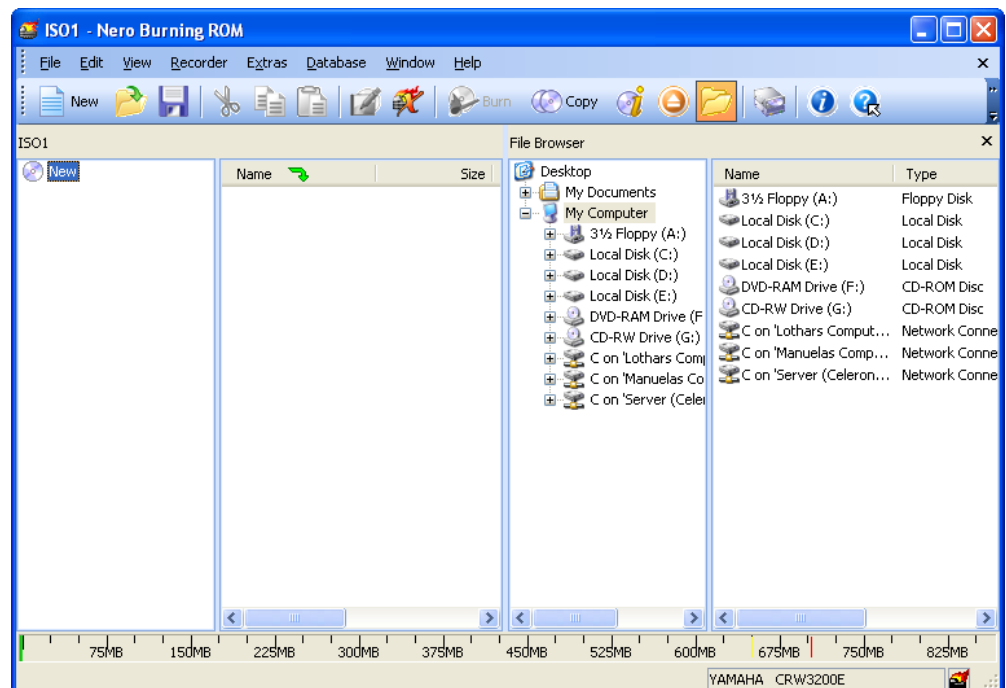 ISO1 - Nero Burning ROM
File Edit View Recorder Extras Database Window Help
New Burn Copy
ISO1
New
Name Size
File Browser
Desktop
My Documents
My Computer
3½ Floppy (A:)
Local Disk (C:)
Local Disk (D:)
Local Disk (E:)
DVD-RAM Drive (F
CD-RW Drive (G:)
C on 'Lothars Comp
C on 'Manuelas Co
C on 'Server (Celer
Name Type
3½ Floppy (A:) Floppy Disk
Local Disk (C:) Local Disk
Local Disk (D:) Local Disk
Local Disk (E:) Local Disk
DVD-RAM Drive (F:) CD-ROM Disc
CD-RW Drive (G:) CD-ROM Disc
C on 'Lothars Comput... Network Conne
C on 'Manuelas Comp... Network Conne
C on 'Server (Celeron... Network Conne
75MB 150MB 225MB 300MB 375MB 450MB 525MB 600MB 675MB 750MB 825MB
YAMAHA CRW3200E